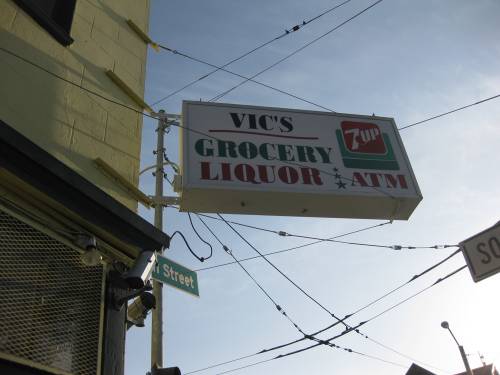 VIC'S
GROCERY
LIQUOR ATM
7UP
Street
SO